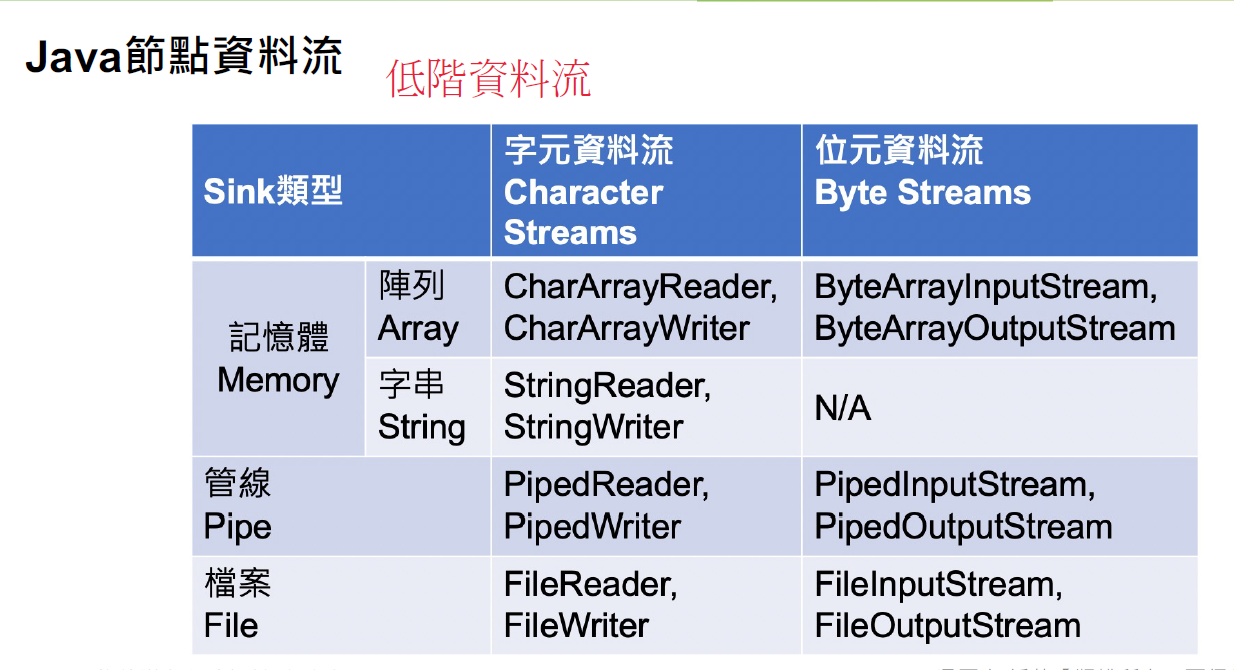 Java節點資料流
低階資料流
Sink類型
字元資料流
Character
Streams
位元資料流
Byte Streams
記憶體
Memory
陣列
Array
CharArrayReader,
CharArrayWriter
ByteArrayInputStream,
ByteArrayOutputStream
字串
String
StringReader,
StringWriter
N/A
管線
Pipe
PipedReader,
PipedWriter
PipedInputStream,
PipedOutputStream
檔案
File
FileReader,
FileWriter
FileInputStream,
FileOutputStream